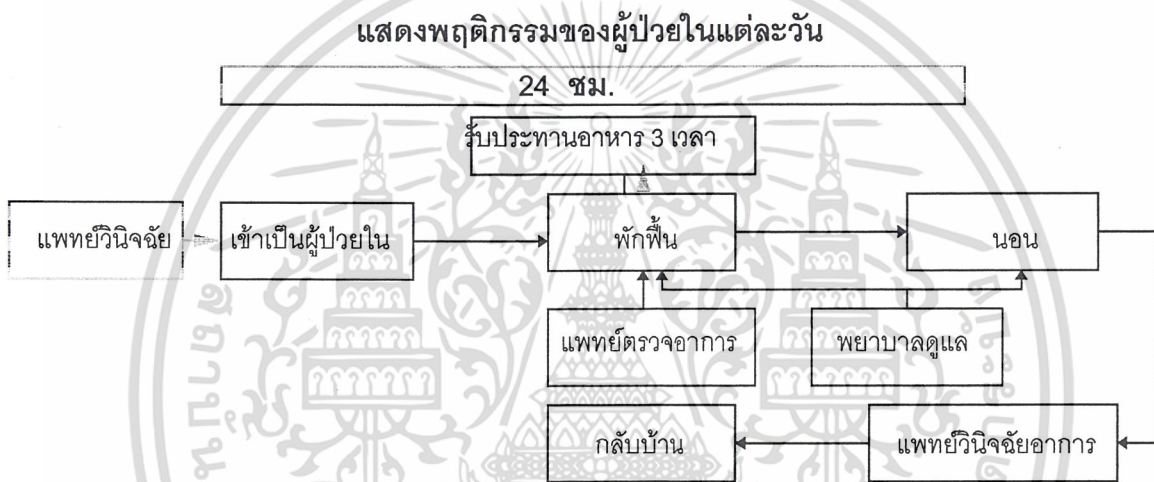 แสดงพฤติกรรมของผู้ป่วยในแต่ละวัน
24 ชม.
รับประทานอาหาร 3 เวลา
แพทย์วินิจฉัย
เข้าเป็นผู้ป่วยใน
พักฟื้น
นอน
แพทย์ตรวจอาการ
พยาบาลดูแล
กลับบ้าน
แพทย์วินิจฉัยอาการ